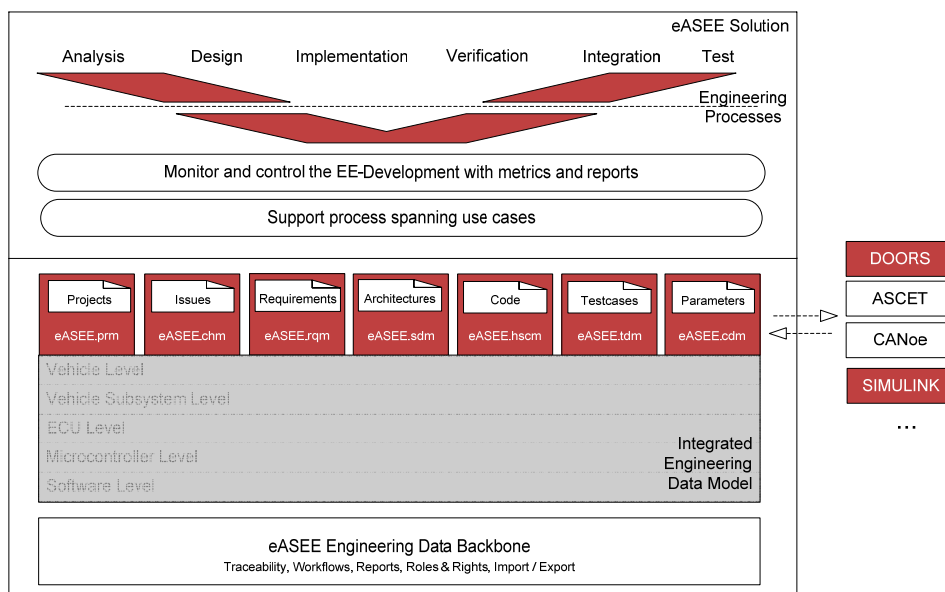 eASEE Solution
Analysis Design Implementation Verification Integration Test
Engineering
Processes
Monitor and control the EE-Development with metrics and reports
Support process spanning use cases
Projects Issues Requirements Architectures Code Testcases Parameters
eASEE.prm eASEE.chm eASEE.rqm eASEE.sdm eASEE.hscm eASEE.tdm eASEE.cdm
DOORS
ASCET
CANoe
SIMULINK
...
Vehicle Level
Vehicle Subsystem Level
ECU Level
Microcontroller Level
Software Level
Integrated
Engineering
Data Model
eASEE Engineering Data Backbone
Traceability, Workflows, Reports, Roles & Rights, Import / Export